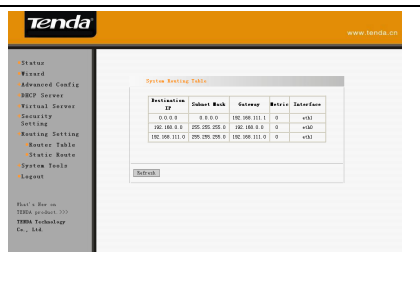 Tenda
www.tenda.cn
Status
Wizard
Advanced Config
DHCP Server
Virtual Server
Security
Setting
Routing Setting
Router Table
Static Route
System Tools
Logout
What's New on
TENDA product >>>
TENDA Technology
Co., Ltd.
System Routing Table
Destination IP Subnet Mask Gateway Metric Interface
0.0.0.0 0.0.0.0 192.168.111.1 0 eth1
192.168.0.0 255.255.255.0 192.168.0.0 0 eth0
192.168.111.0 255.255.255.0 192.168.111.0 0 eth1
Refresh